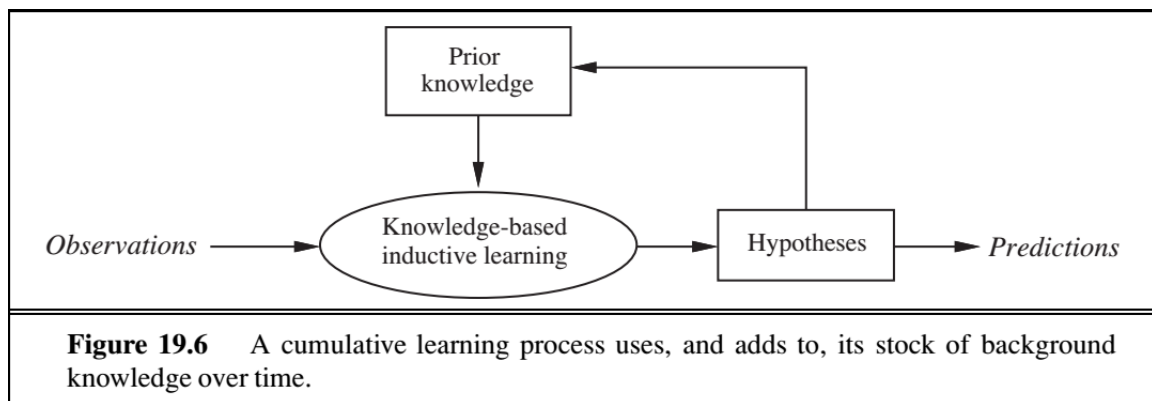 Prior
knowledge
Observations
Knowledge-based
inductive learning
Hypotheses
Predictions
Figure 19.6 A cumulative learning process uses, and adds to, its stock of background
knowledge over time.